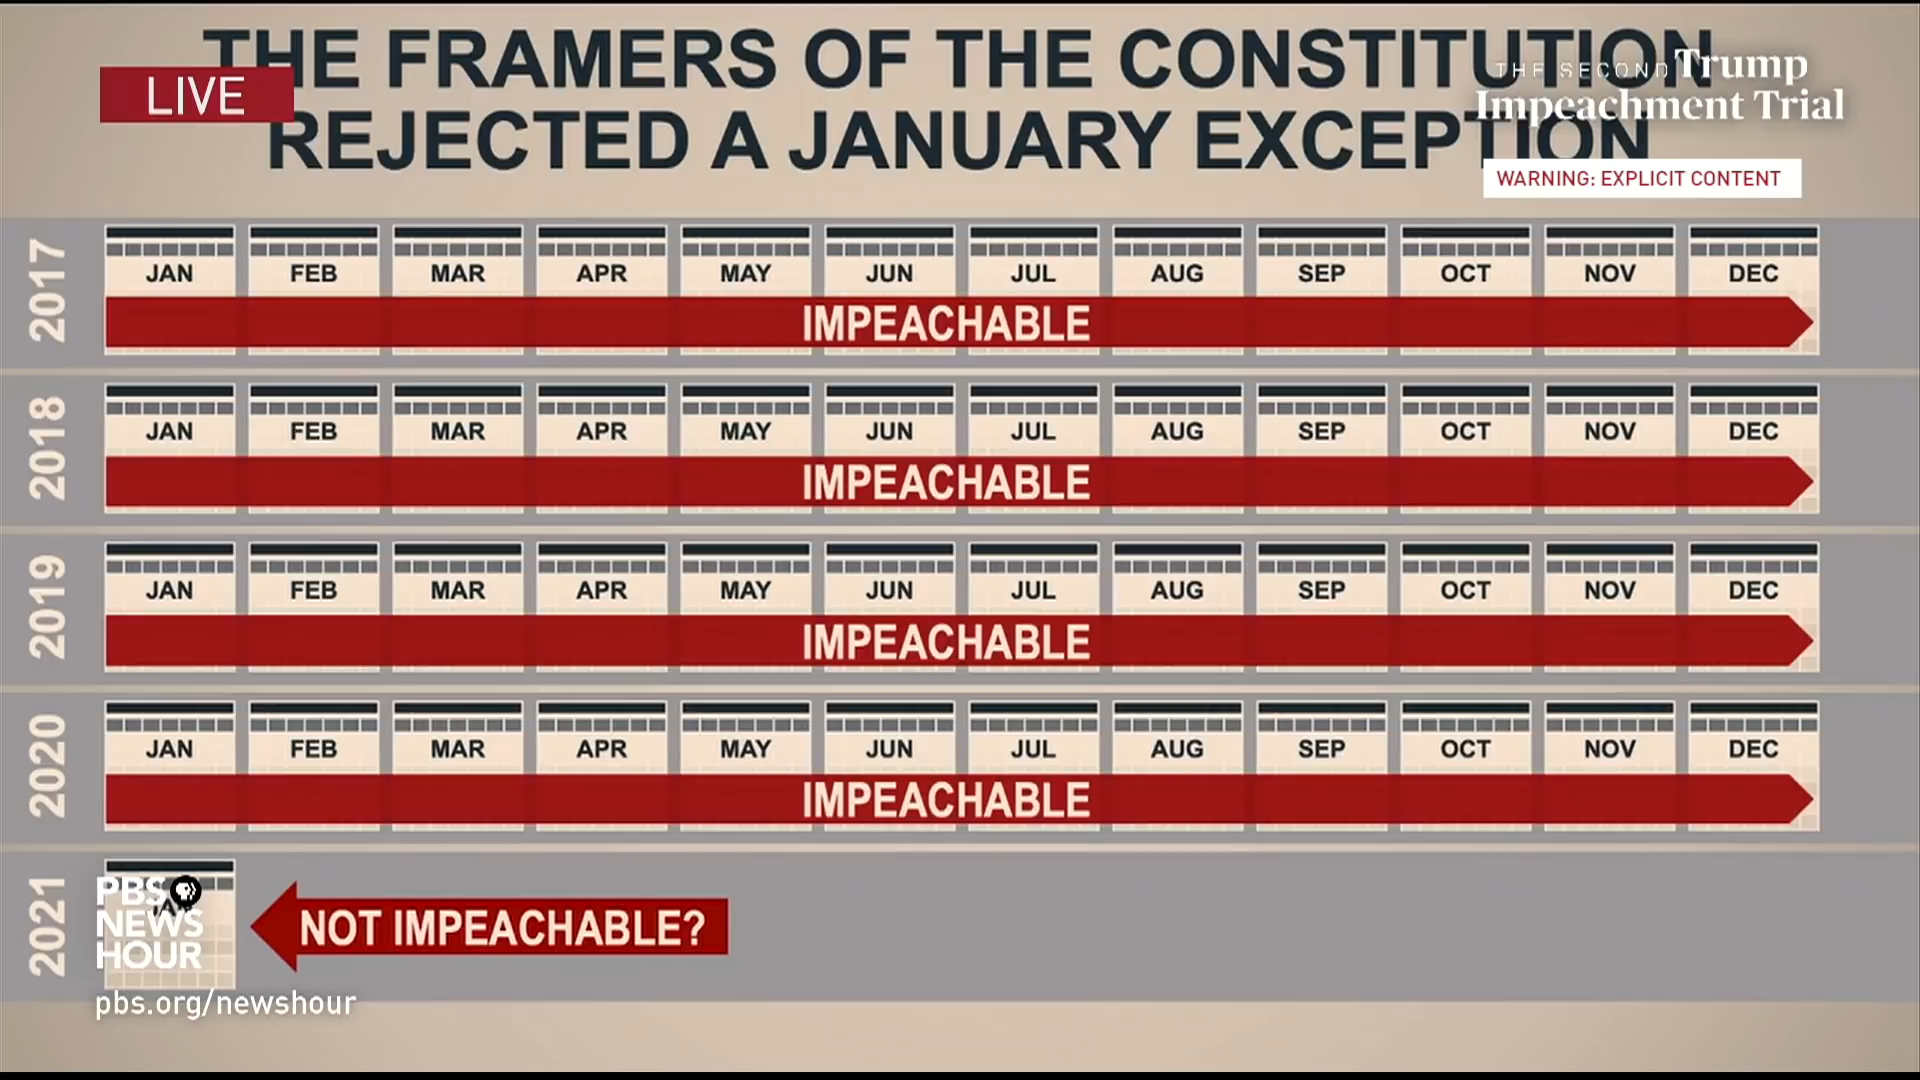 THE FRAMERS OF THE CONSTITUTION
REJECTED A JANUARY EXCEPTION
LIVE
THE SECOND Trump
Impeachment Trial
WARNING: EXPLICIT CONTENT
2017
JAN FEB MAR APR MAY JUN JUL AUG SEP OCT NOV DEC
IMPEACHABLE
2018
JAN FEB MAR APR MAY JUN JUL AUG SEP OCT NOV DEC
IMPEACHABLE
2019
JAN FEB MAR APR MAY JUN JUL AUG SEP OCT NOV DEC
IMPEACHABLE
2020
JAN FEB MAR APR MAY JUN JUL AUG SEP OCT NOV DEC
IMPEACHABLE
2021
NOT IMPEACHABLE?
PBS
NEWS
HOUR
pbs.org/newshour